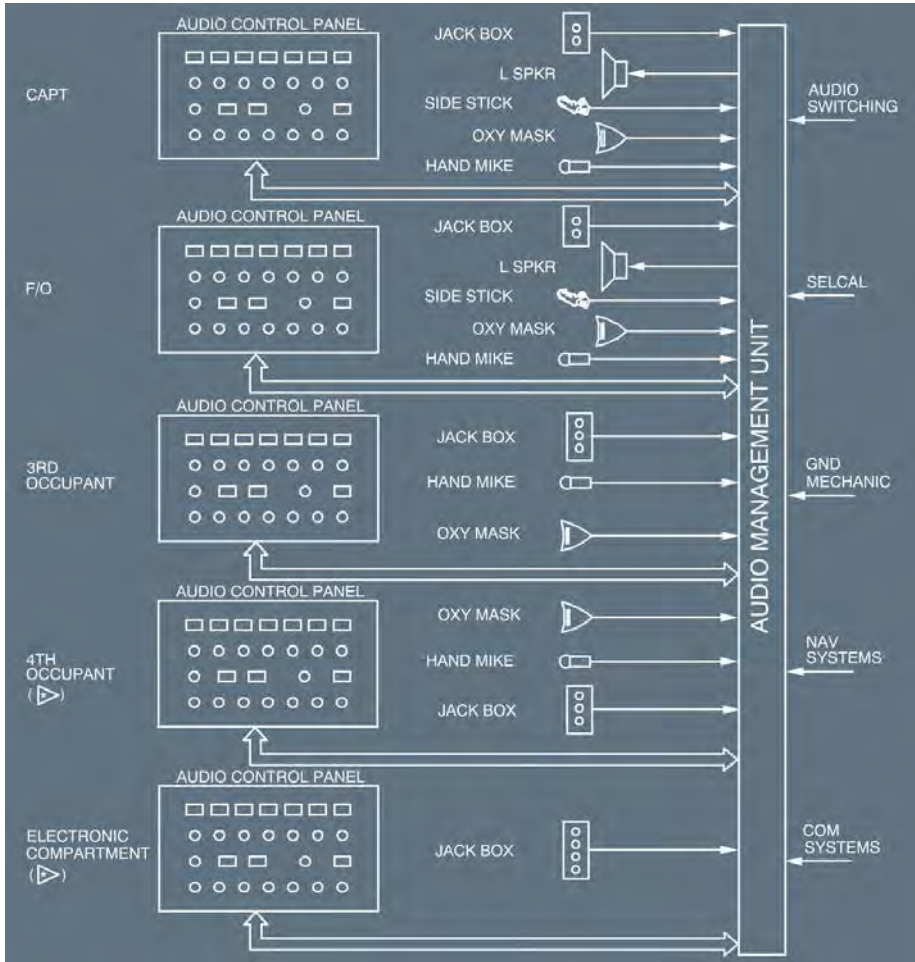 AUDIO CONTROL PANEL
CAPT
JACK BOX
L SPKR
SIDE STICK
OXY MASK
HAND MIKE
AUDIO CONTROL PANEL
F/O
JACK BOX
L SPKR
SIDE STICK
OXY MASK
HAND MIKE
AUDIO CONTROL PANEL
3RD
OCCUPANT
JACK BOX
HAND MIKE
OXY MASK
AUDIO CONTROL PANEL
4TH
OCCUPANT
OXY MASK
HAND MIKE
JACK BOX
AUDIO CONTROL PANEL
ELECTRONIC
COMPARTMENT
JACK BOX
AUDIO MANAGEMENT UNIT
AUDIO
SWITCHING
SELCAL
GND
MECHANIC
NAV
SYSTEMS
COM
SYSTEMS